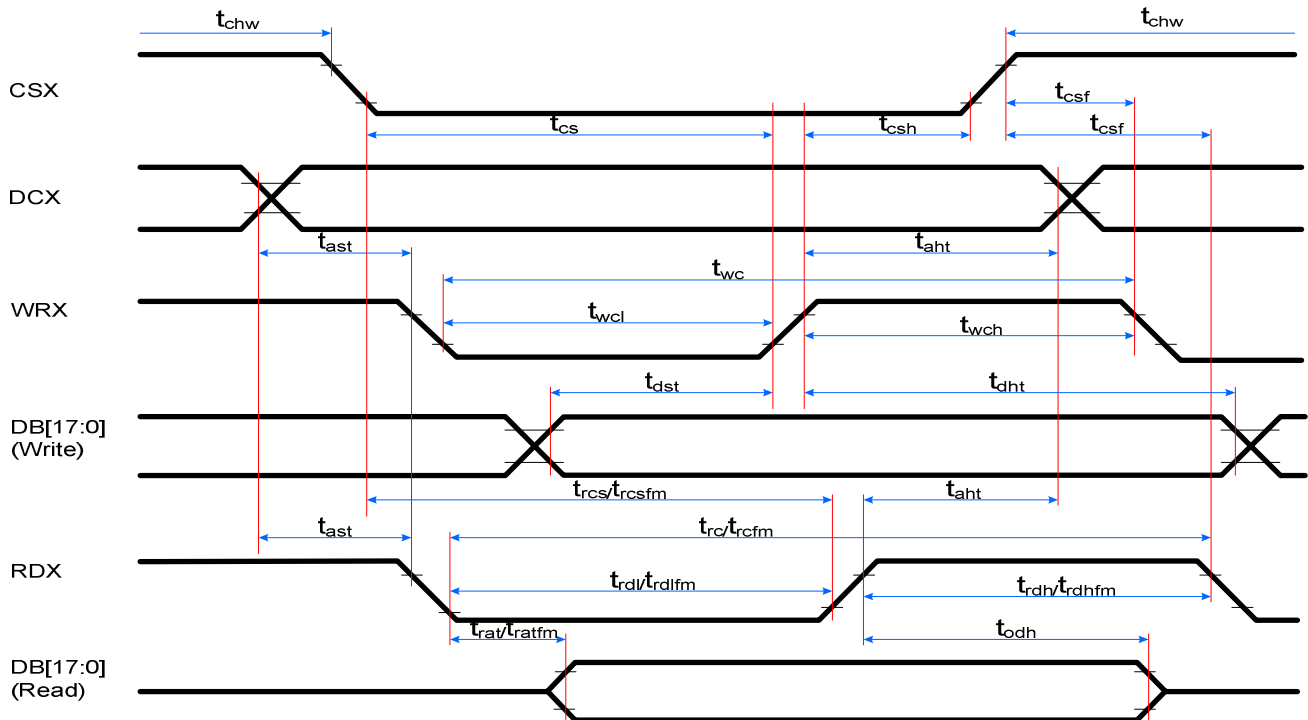 tchw tchw
CSX
tcsf
tcs tcsh tcsf
DCX
tast taht
twc
WRX
twcl twch
tdst tdht
DB[17:0]
(Write)
trcs/trcsfm taht
tast trc/trcfm
RDX
trdl/trdlfm trdh/trdhfm
trat/tratfm todh
DB[17:0]
(Read)